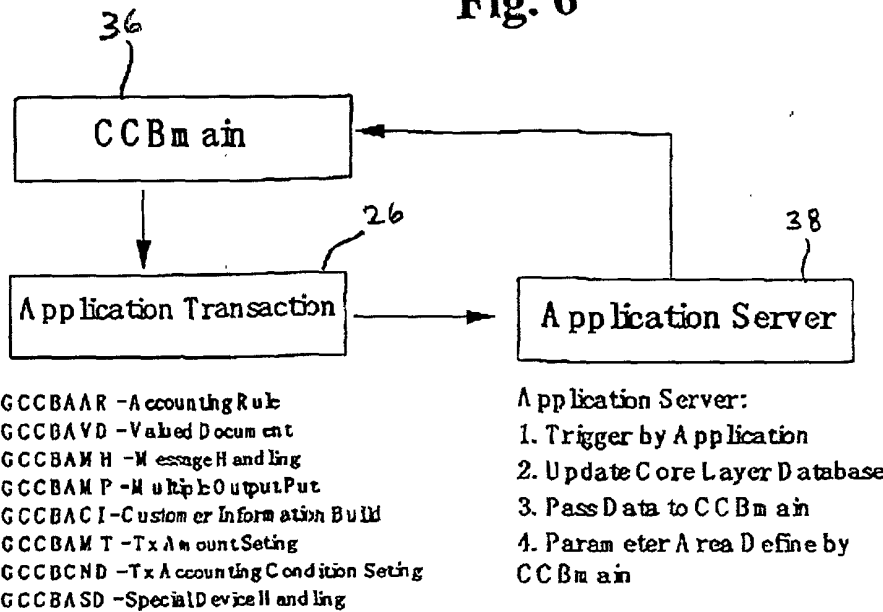 Fig. 6
36
CCBmain
26
38
Application Transaction
Application Server
GCCBAAR -Accounting Rule
GCCBAVD -Valued Document
GCCBAMH -Message Handling
GCCBAMP -Multiple Output Put
GCCBACI-Customer Information Build
GCCBAMT -Tx Amount Seting
GCCBCND -Tx Accounting Condition Seting
GCCBASD -Special Device Handling
Application Server:
1. Trigger by Application
2. Update Core Layer Database
3. Pass Data to CCBmain
4. Parameter Area Define by
CCBmain